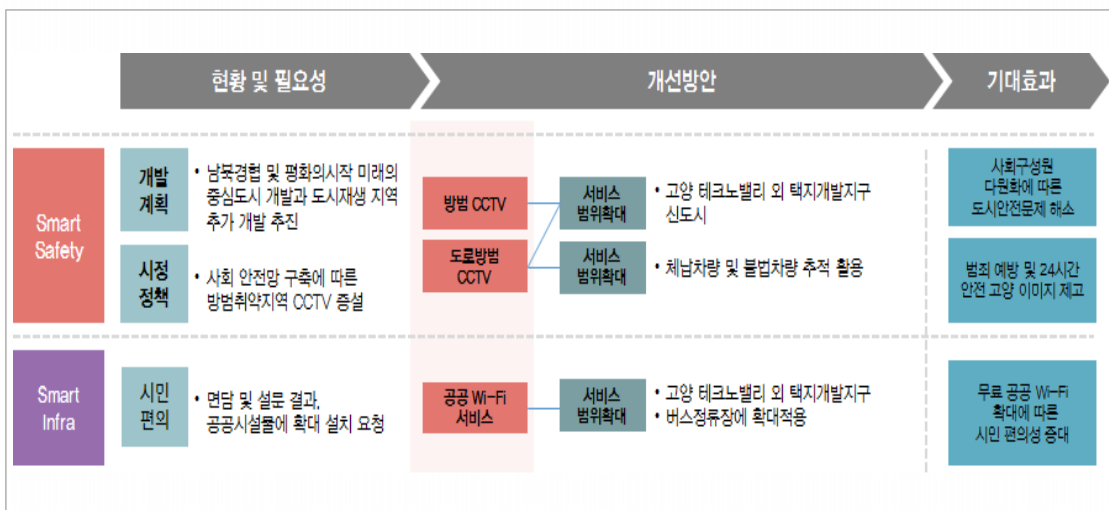 현황 및 필요성
개선방안
기대효과
Smart
Safety
개발
계획
• 남북경협 및 평화의시작 미래의
중심도시 개발과 도시재생 지역
추가 개발 추진
시정
정책
• 사회 안전망 구축에 따른
방범취약지역 CCTV 증설
방범 CCTV
도로방범
CCTV
서비스
범위확대
• 고양 테크노밸리 외 택지개발지구
신도시
서비스
범위확대
• 체납차량 및 불법차량 추적 활용
사회구성원
다원화에 따른
도시안전문제 해소
범죄 예방 및 24시간
안전 고양 이미지 제고
Smart
Infra
시민
편의
• 면담 및 설문 결과,
공공시설물에 확대 설치 요청
공공 Wi-Fi
서비스
서비스
범위확대
• 고양 테크노밸리 외 택지개발지구
• 버스정류장에 확대적용
무료 공공 Wi-Fi
확대에 따른
시민 편의성 증대